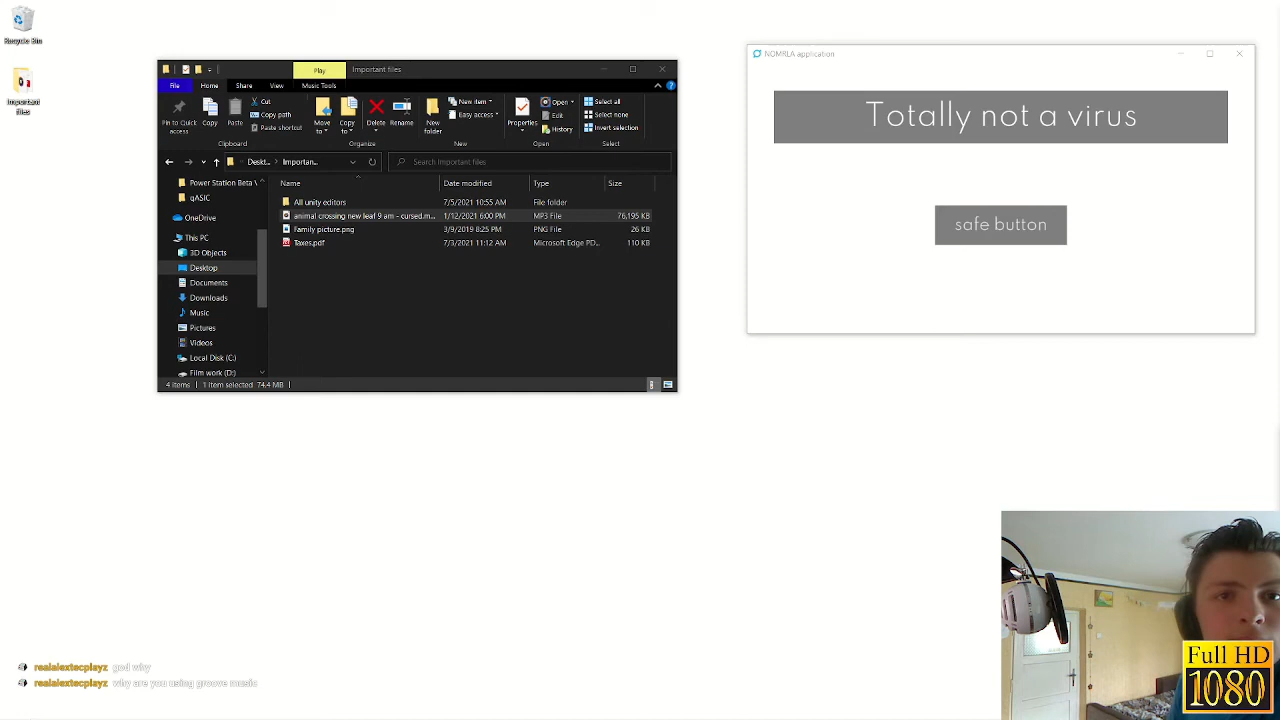 Recycle Bin
Important
files
Play
Important files
File
Home
Share
View
Music Tools
Pin to Quick
access
Copy
Paste
Cut
Copy path
Paste shortcut
Clipboard
Move
to
Copy
to
Delete
Rename
Organize
New
folder
New item
Easy access
New
Properties
Open
Edit
History
Open
Select all
Select none
Invert selection
Select
Deskt...
Importan...
Search Important files
Power Station Beta V
qASIC
OneDrive
This PC
3D Objects
Desktop
Documents
Downloads
Music
Pictures
Videos
Local Disk (C:)
Film work (D:)
Name
Date modified
Type
Size
All unity editors
7/5/2021 10:55 AM
File folder
animal crossing new leaf 9 am - cursed.m...
1/12/2021 6:00 PM
MP3 File
76,195 KB
Family picture.png
3/9/2019 8:25 PM
PNG File
26 KB
Taxes.pdf
7/3/2021 11:12 AM
Microsoft Edge PD...
110 KB
4 items
1 item selected
74.4 MB
NOMRLA application
Totally not a virus
safe button
realalextecplayz god why
realalextecplayz why are you using groove music
Full HD
1080